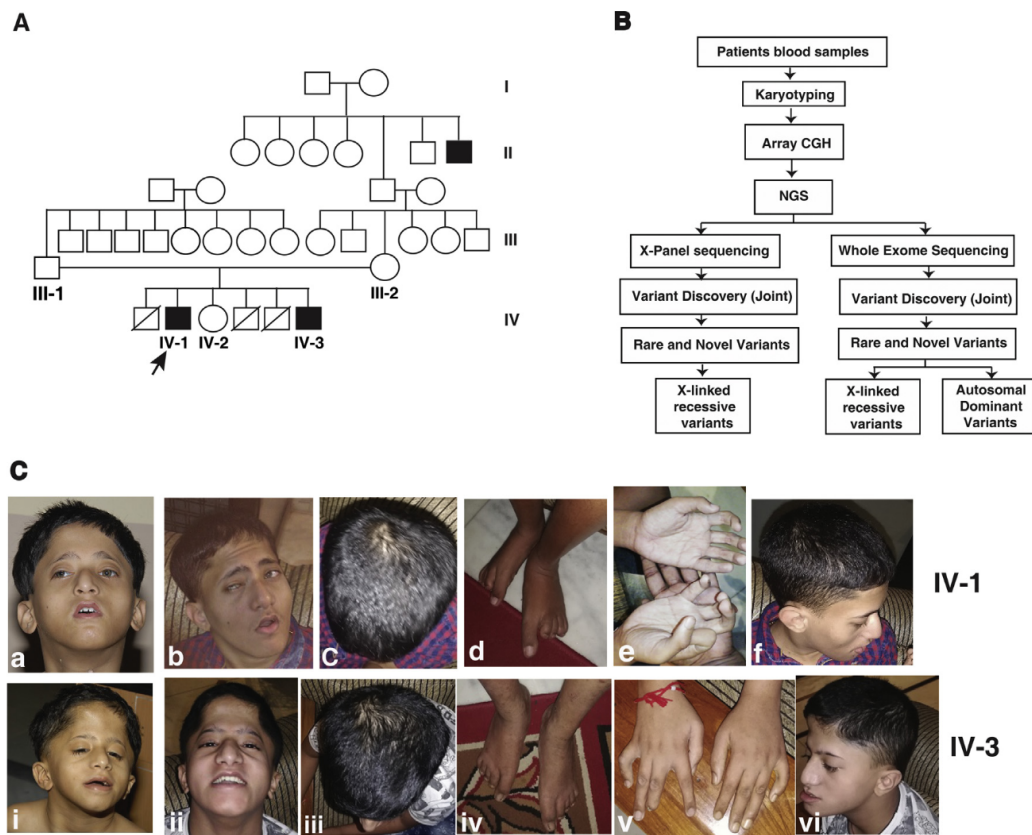 A
I
II
III
III-1
III-2
IV
IV-1
IV-2
IV-3
B
Patients blood samples
Karyotyping
Array CGH
NGS
X-Panel sequencing
Whole Exome Sequencing
Variant Discovery (Joint)
Variant Discovery (Joint)
Rare and Novel Variants
Rare and Novel Variants
X-linked
recessive
variants
X-linked
recessive
variants
Autosomal
Dominant
Variants
C
a
b
c
d
e
f
IV-1
i
ii
iii
iv
v
vi
IV-3